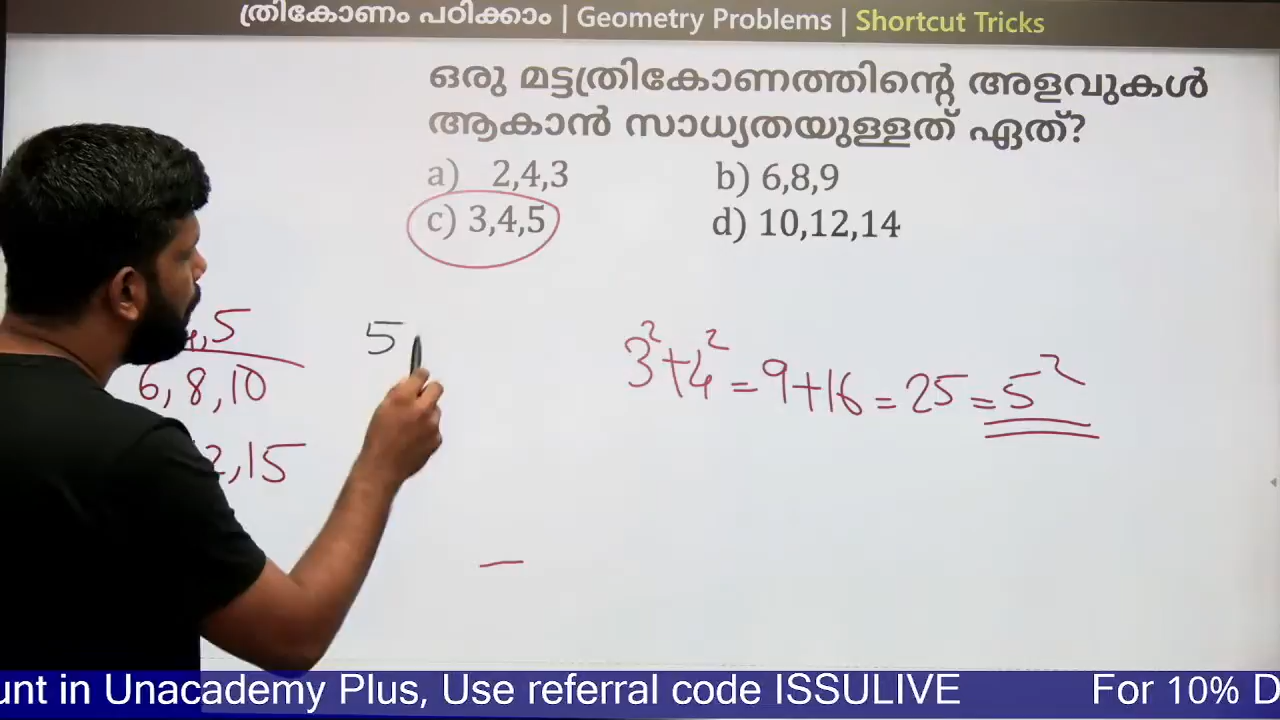 ത്രികോണം പഠിക്കാം | Geometry Problems | Shortcut Tricks
ഒരു മട്ടത്രികോണത്തിന്റെ അളവുകൾ
ആകാൻ സാധ്യതയുള്ളത് ഏത്?
a) 2,4,3 b) 6,8,9
c) 3,4,5 d) 10,12,14
,5 5 3²+4² = 9+16 = 25 = 5²
6, 8, 10
,15
unt in Unacademy Plus, Use referral code ISSULIVE For 10% D